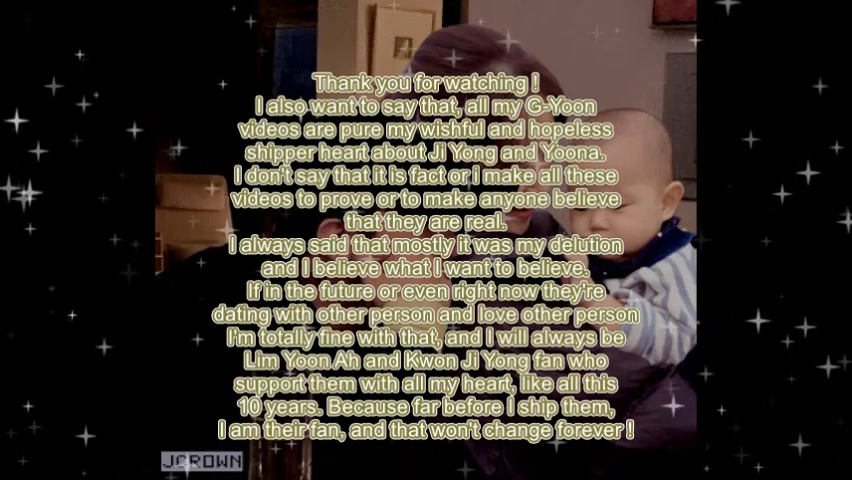 Thank you for watching !
I also want to say that, all my G-Yoon
videos are pure my wishful and hopeless
shipper heart about Ji Yong and Yoona.
I don't say that it is fact or i make all these
videos to prove or to make anyone believe
that they are real.
I always said that mostly it was my delution
and I believe what I want to believe.
If in the future or even right now they're
dating with other person and love other person
I'm totally fine with that, and I will always be
Lim Yoon Ah and Kwon Ji Yong fan who
support them with all my heart, like all this
10 years. Because far before I ship them,
I am their fan, and that won't change forever !
JCROWN